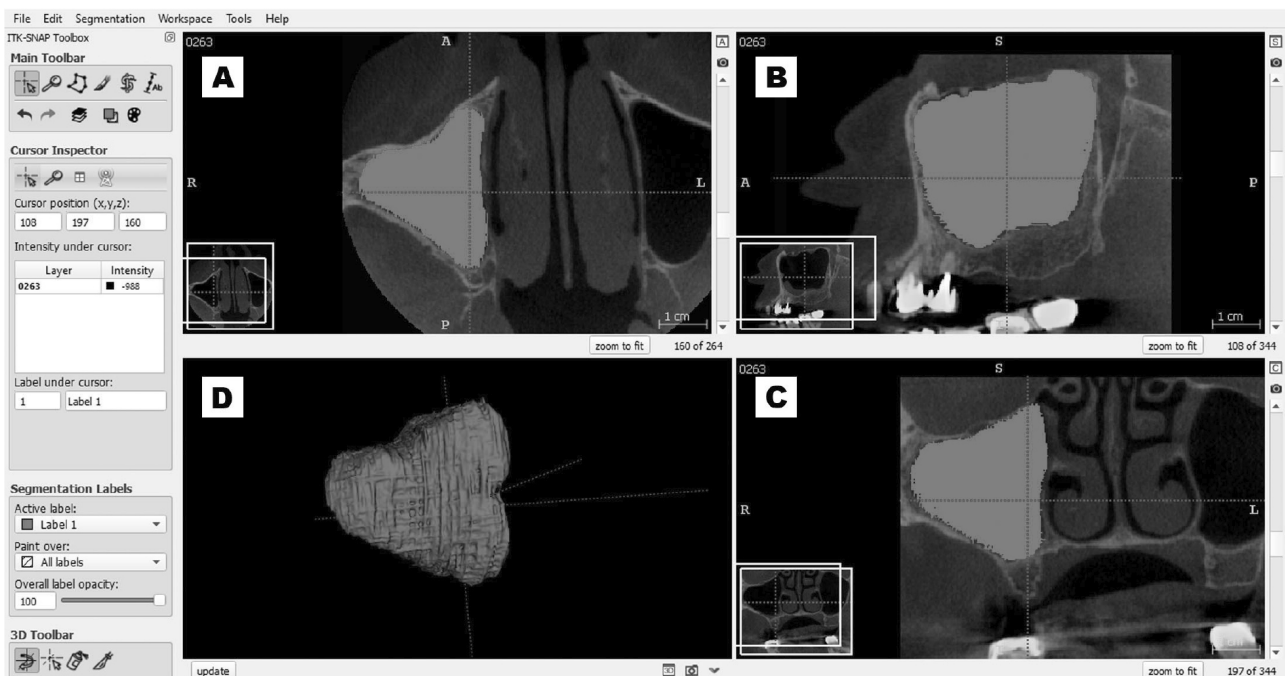 File Edit Segmentation Workspace Tools Help
ITK-SNAP Toolbox
Main Toolbar
Ab
Cursor Inspector
Cursor position (x,y,z):
108 197 160
Intensity under cursor:
Layer Intensity
0263 -988
Label under cursor:
1 Label 1
Segmentation Labels
Active label:
Label 1
Paint over:
All labels
Overall label opacity:
100
3D Toolbar
0263
A
A
R
L
P
1 cm
A
zoom to fit 160 of 264
0263
S
B
A
P
1 cm
S
zoom to fit 108 of 344
D
update
3D
0263
S
C
R
L
C
cm
zoom to fit 197 of 344